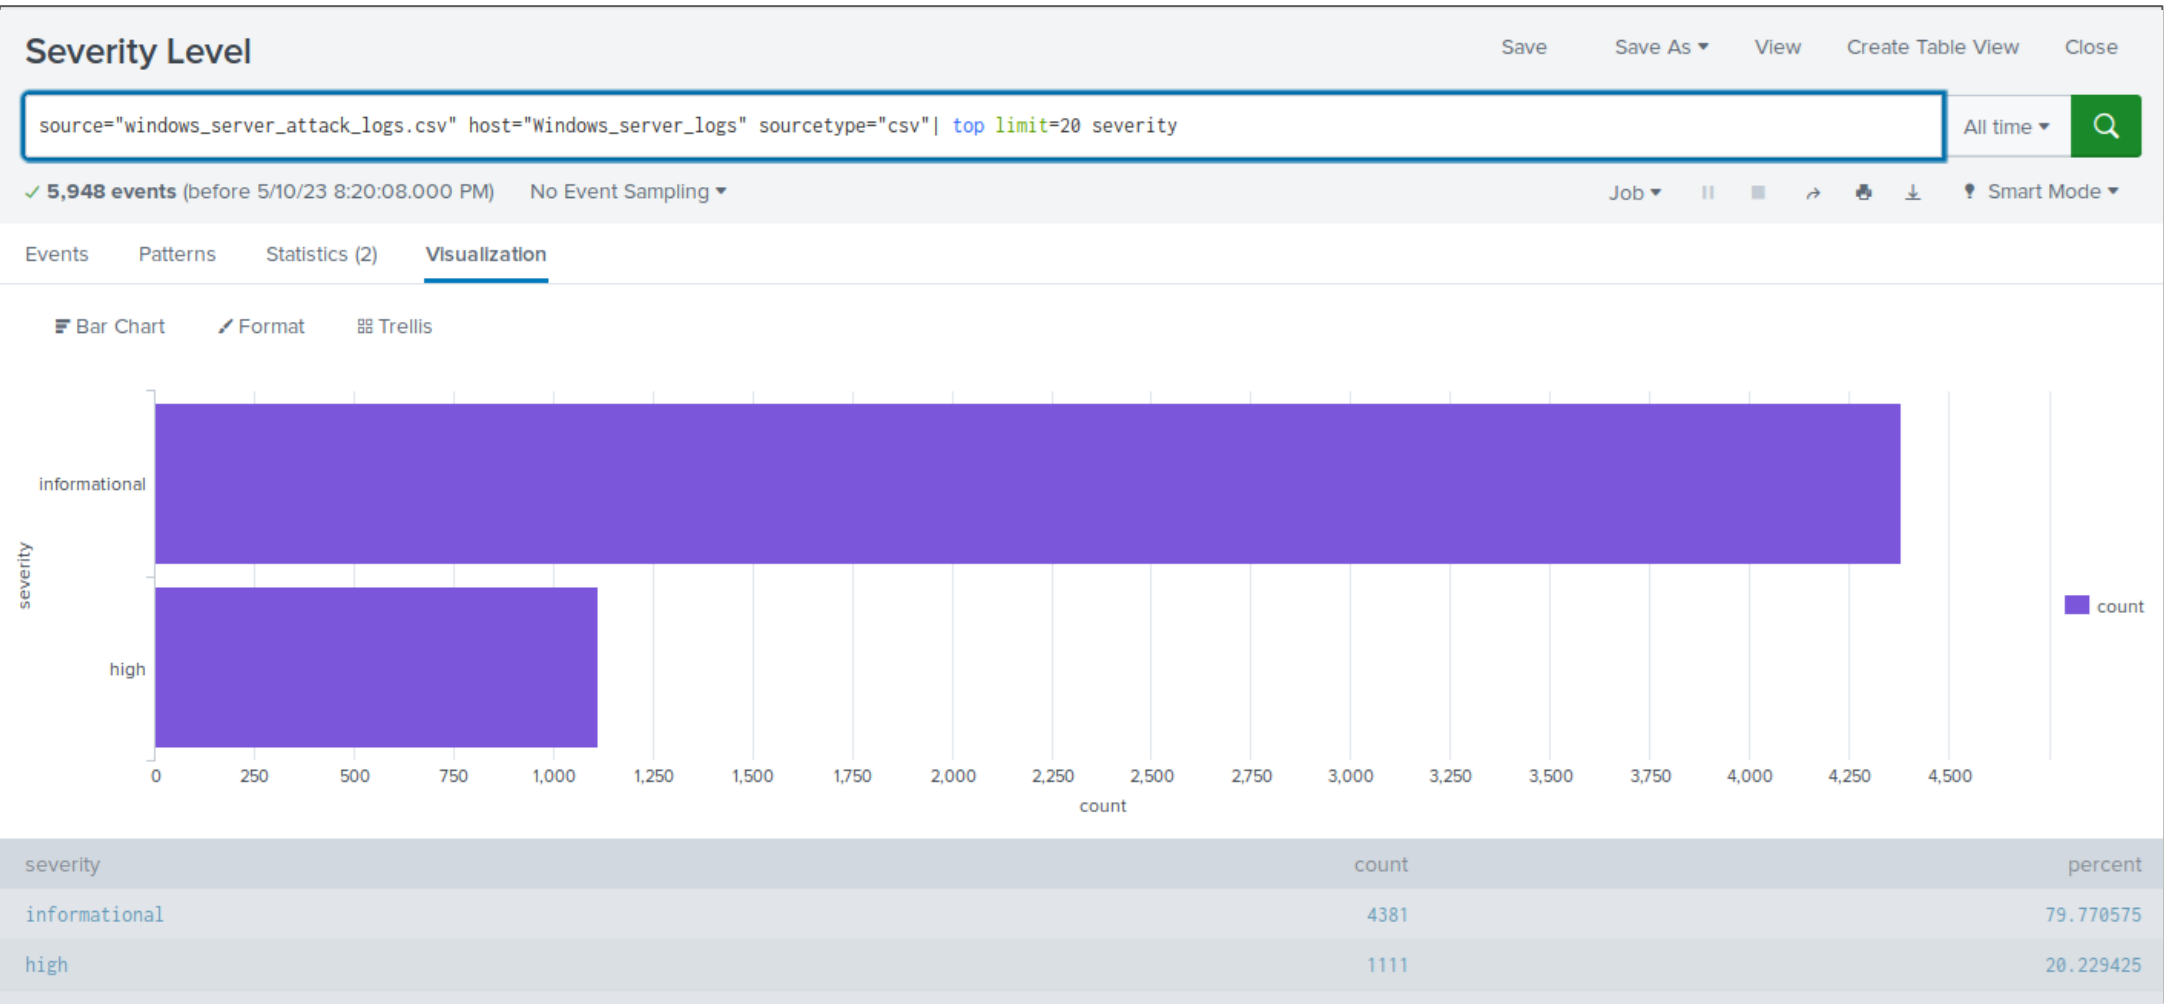 Severity Level
Save Save As View Create Table View Close
source="windows_server_attack_logs.csv" host="Windows_server_logs" sourcetype="csv"| top limit=20 severity
All time
5,948 events (before 5/10/23 8:20:08.000 PM) No Event Sampling
Job Smart Mode
Events Patterns Statistics (2) Visualization
Bar Chart Format Trellis
informational
severity
count
high
0 250 500 750 1,000 1,250 1,500 1,750 2,000 2,250 2,500 2,750 3,000 3,250 3,500 3,750 4,000 4,250 4,500
count
severity count percent
informational 4381 79.770575
high 1111 20.229425